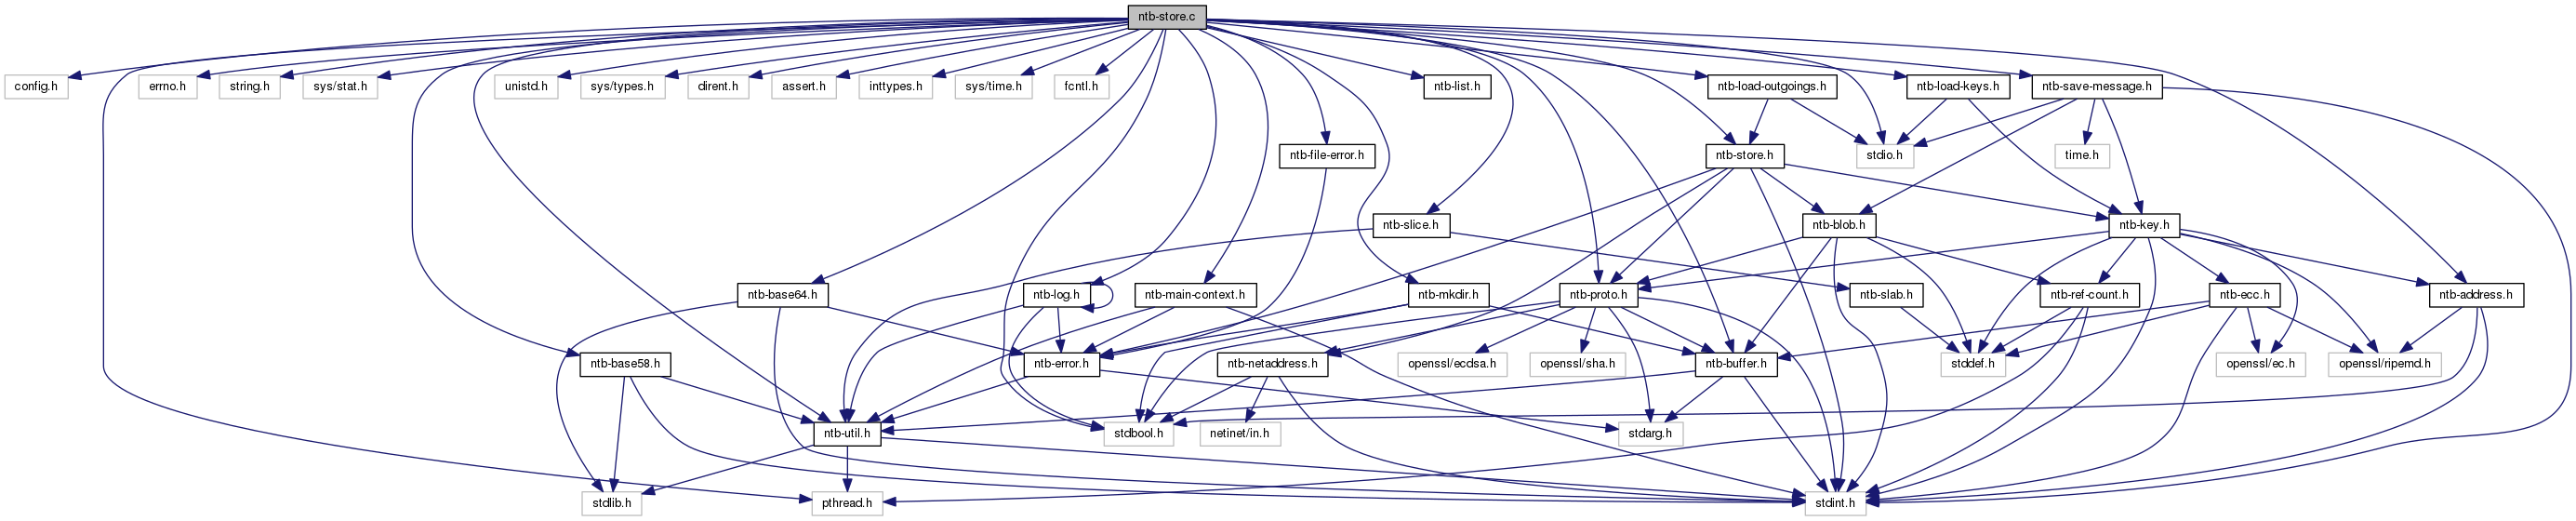 ntb-store.c
config.h
errno.h
string.h
sys/stat.h
unistd.h
sys/types.h
dirent.h
assert.h
inttypes.h
sys/time.h
fcntl.h
ntb-list.h
ntb-load-outgoings.h
ntb-load-keys.h
ntb-save-message.h
ntb-file-error.h
ntb-store.h
stdio.h
time.h
ntb-slice.h
ntb-blob.h
ntb-key.h
ntb-base64.h
ntb-log.h
ntb-main-context.h
ntb-mkdir.h
ntb-proto.h
ntb-slab.h
ntb-ref-count.h
ntb-ecc.h
ntb-address.h
ntb-base58.h
ntb-error.h
ntb-netaddress.h
openssl/ecdsa.h
openssl/sha.h
ntb-buffer.h
stddef.h
openssl/ec.h
openssl/ripemd.h
ntb-util.h
stdbool.h
netinet/in.h
stdarg.h
stdlib.h
pthread.h
stdint.h